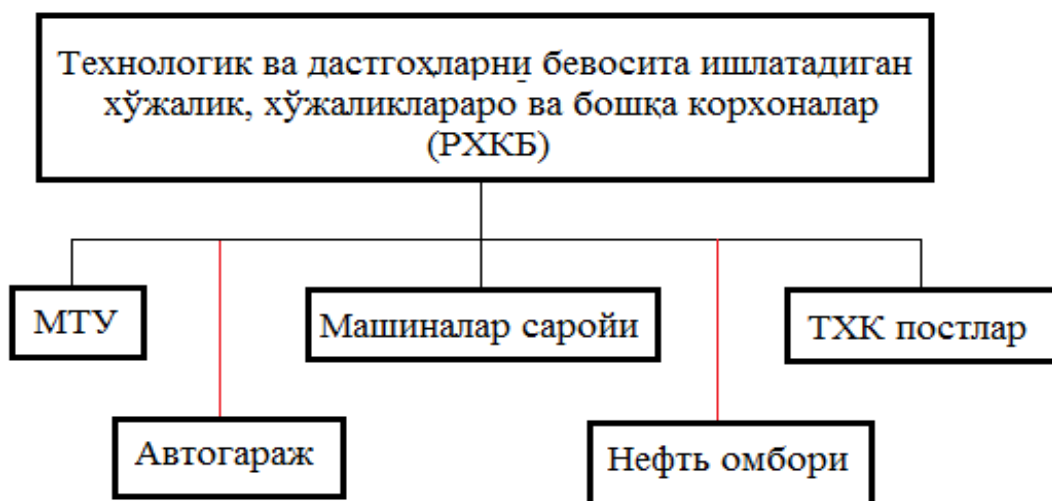 Технологик ва дастгоҳларни бевосита ишлатадиган
хўжалик, хўжаликлараро ва бошқа корхоналар
(РХКБ)
МТУ
Машиналар саройи
ТХК постлар
Автогараж
Нефть омбори